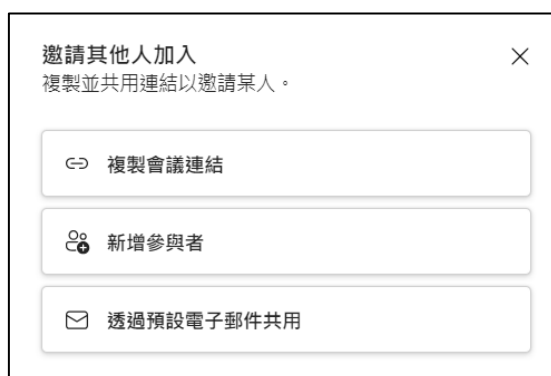 邀請其他人加入
複製並共用連結以邀請某人。
複製會議連結
新增參與者
透過預設電子郵件共用